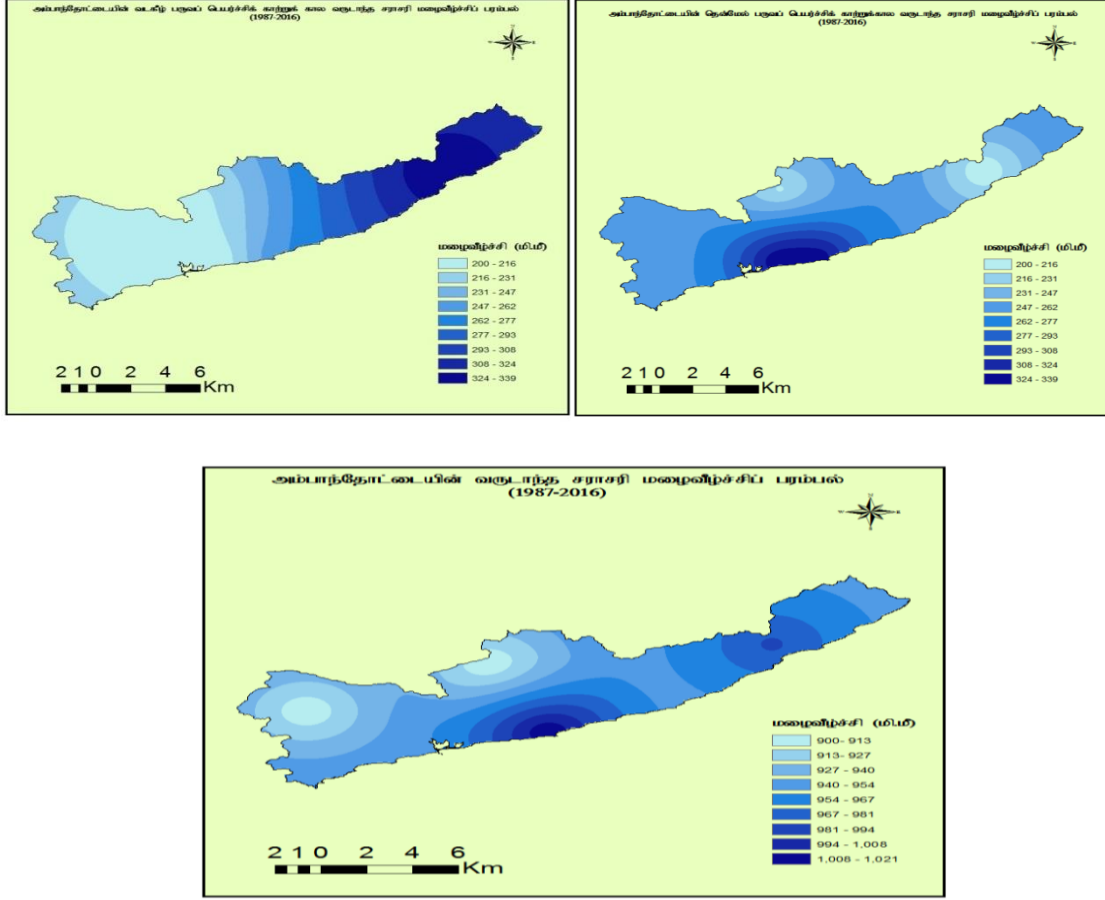 அம்பாந்தோட்டையின் வடகீழ் பருவப் பெயர்ச்சிக் காற்றுக் கால வருடாந்த சராசரி மழைவீழ்ச்சிப் பரம்பல்
(1987-2016)
மழைவீழ்ச்சி (மி.மீ)
200 - 216
216 - 231
231 - 247
247 - 262
262 - 277
277 - 293
293 - 308
308 - 324
324 - 339
2 1 0 2 4 6
Km
அம்பாந்தோட்டையின் தென்மேல் பருவப் பெயர்ச்சிக் காற்றுக்கால வருடாந்த சராசரி மழைவீழ்ச்சிப் பரம்பல்
(1987-2016)
மழைவீழ்ச்சி (மி.மீ)
200 - 216
216 - 231
231 - 247
247 - 262
262 - 277
277 - 293
293 - 308
308 - 324
324 - 339
2 1 0 2 4 6
Km
அம்பாந்தோட்டையின் வருடாந்த சராசரி மழைவீழ்ச்சிப் பரம்பல்
(1987-2016)
மழைவீழ்ச்சி (மி.மீ)
900- 913
913- 927
927 - 940
940 - 954
954 - 967
967 - 981
981 - 994
994 - 1,008
1,008 - 1,021
2 1 0 2 4 6
Km